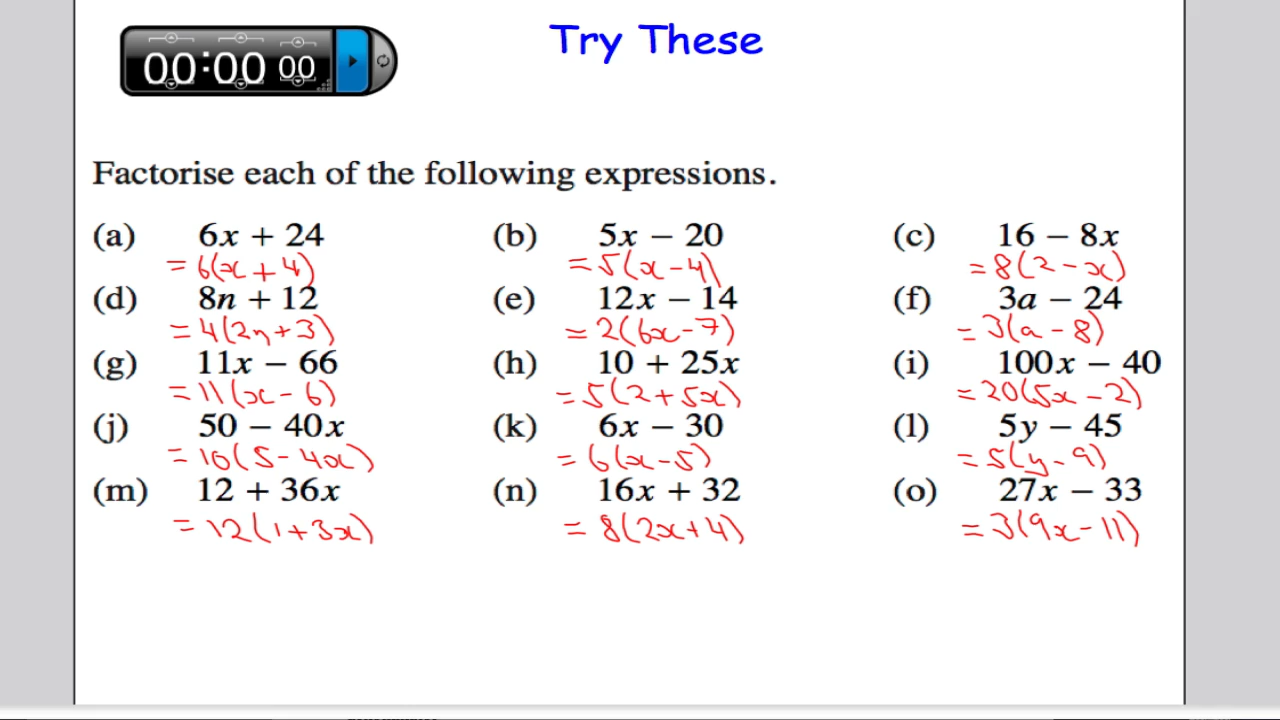 00:00 00
Try These
Factorise each of the following expressions.
(a) 6x + 24 (b) 5x − 20 (c) 16 − 8x
= 6(x + 4) = 5(x − 4) = 8(2 − x)
(d) 8n + 12 (e) 12x − 14 (f) 3a − 24
= 4(2n + 3) = 2(6x − 7) = 3(a − 8)
(g) 11x − 66 (h) 10 + 25x (i) 100x − 40
= 11(x − 6) = 5(2 + 5x) = 20(5x − 2)
(j) 50 − 40x (k) 6x − 30 (l) 5y − 45
= 10(5 − 4x) = 6(x − 5) = 5(y − 9)
(m) 12 + 36x (n) 16x + 32 (o) 27x − 33
= 12(1 + 3x) = 8(2x + 4) = 3(9x − 11)